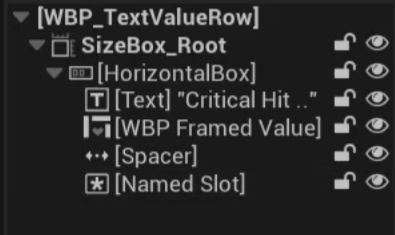 [WBP_TextValueRow]
SizeBox_Root
[HorizontalBox]
[Text] "Critical Hit .."
[WBP Framed Value]
[Spacer]
[Named Slot]